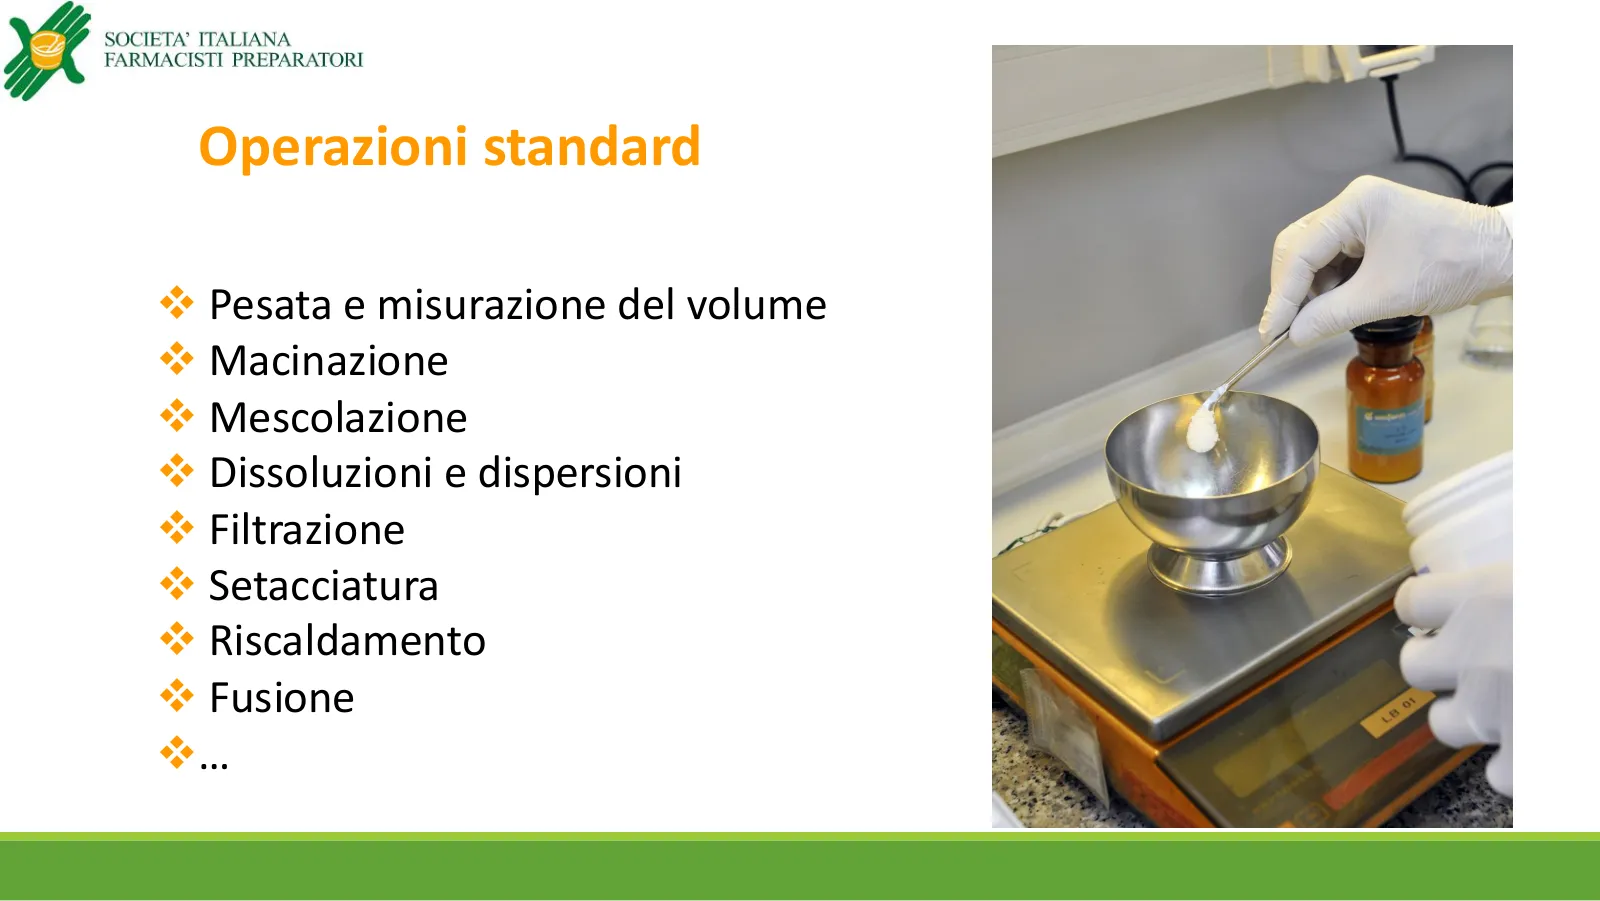 SOCIETA’ ITALIANA
FARMACISTI PREPARATORI
Operazioni standard
❖ Pesata e misurazione del volume
❖ Macinazione
❖ Mescolazione
❖ Dissoluzioni e dispersioni
❖ Filtrazione
❖ Setacciatura
❖ Riscaldamento
❖ Fusione
❖ ...
LB 01